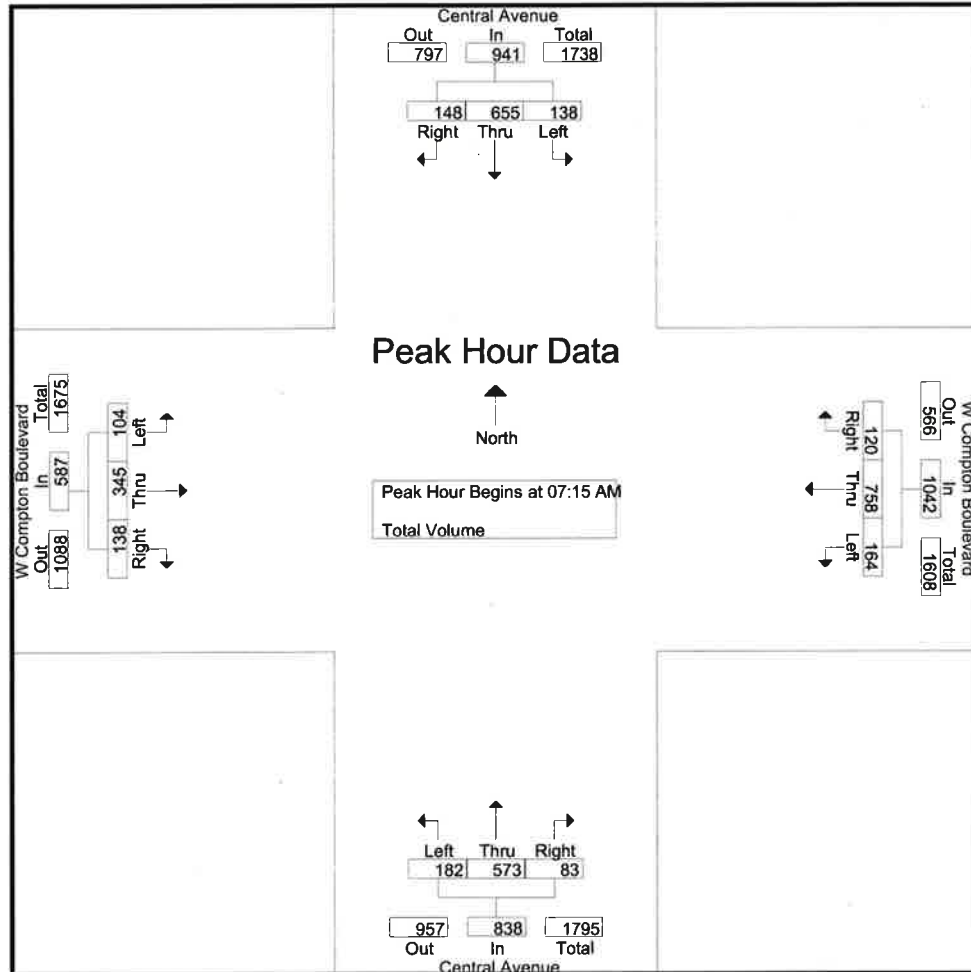 Central Avenue
Out In Total
797 941 1738
148 655 138
Right Thru Left
Peak Hour Data
North
Peak Hour Begins at 07:15 AM
Total Volume
W Compton Boulevard
Total In Out
1675 587 1088
104 345 138
Left Thru Right
W Compton Boulevard
Out In Total
566 1042 1608
120 758 164
Right Thru Left
Left Thru Right
182 573 83
957 838 1795
Out In Total
Central Avenue